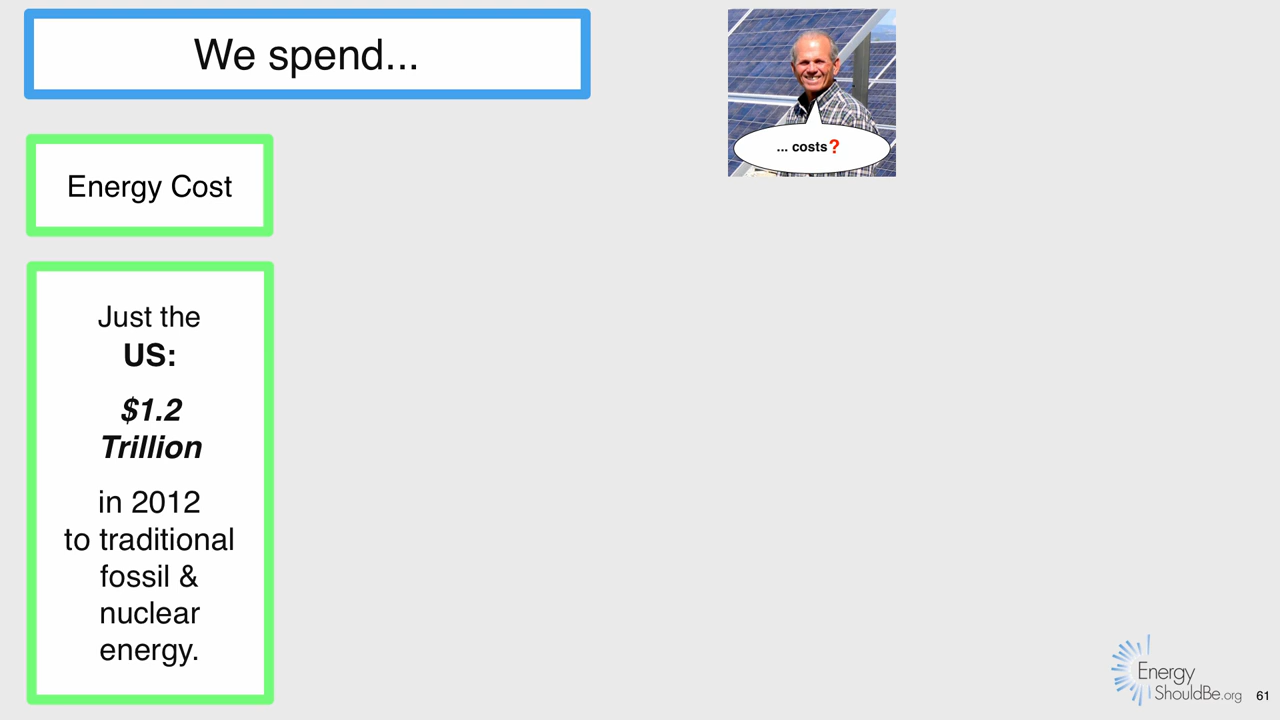 We spend...
... costs❓
Energy Cost
Just the
US:
$1.2
Trillion
in 2012
to traditional
fossil &
nuclear
energy.
Energy
ShouldBe.org
61